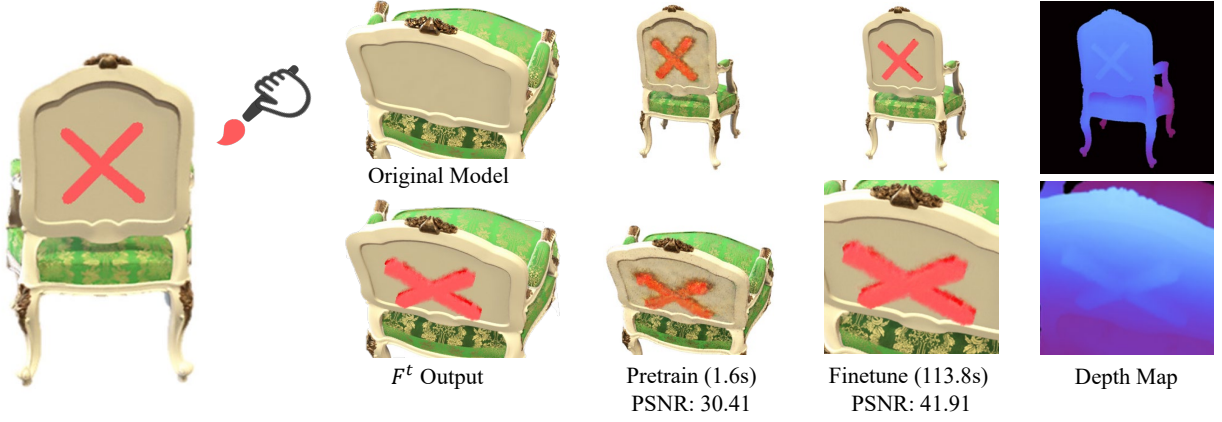 Original Model
F^t Output
Pretrain (1.6s)
PSNR: 30.41
Finetune (113.8s)
PSNR: 41.91
Depth Map